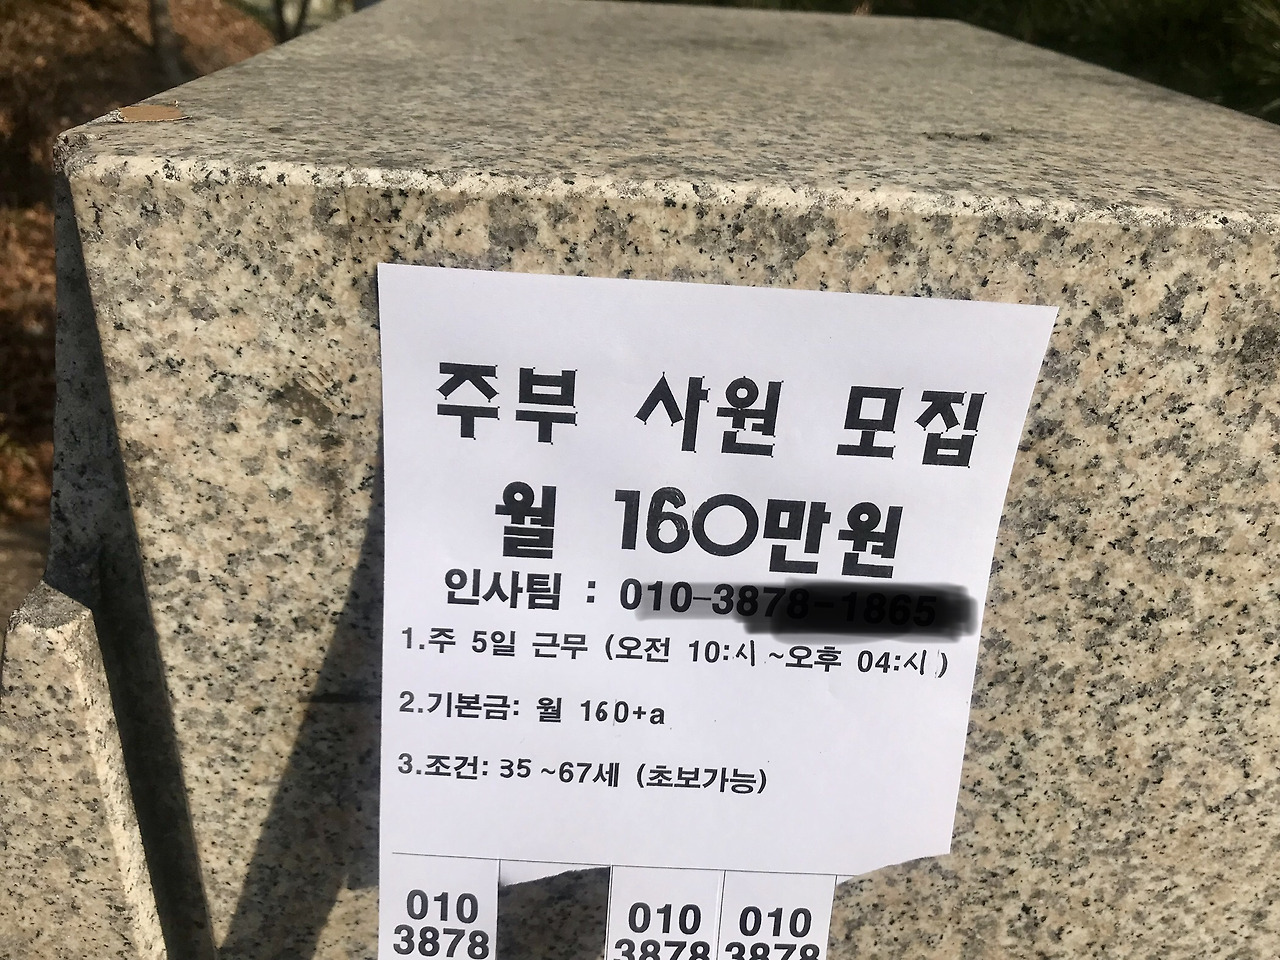 주부 사원 모집
월 160만원
인사팀 : 010-3878-1865
1.주 5일 근무 (오전 10:시 ~오후 04:시)
2.기본금: 월 160+a
3.조건: 35 ~67세 (초보가능)
010 010 010
3878 3878 3878